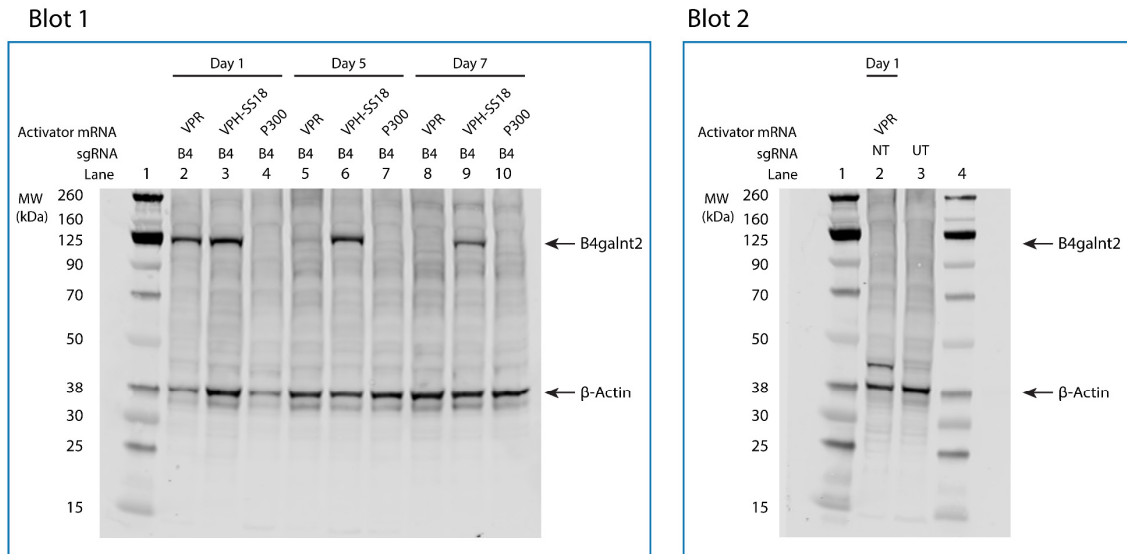 Blot 1
Day 1 Day 5 Day 7
Activator mRNA VPR VPH-SS18 P300 VPR VPH-SS18 P300 VPR VPH-SS18 P300
sgRNA B4 B4 B4 B4 B4 B4 B4 B4 B4
Lane 1 2 3 4 5 6 7 8 9 10
MW
(kDa)
260
160
125
90
70
50
38
30
25
15
B4galnt2
β-Actin
Blot 2
Day 1
Activator mRNA VPR
sgRNA NT UT
Lane 1 2 3 4
MW
(kDa)
260
160
125
90
70
50
38
30
25
15
B4galnt2
β-Actin